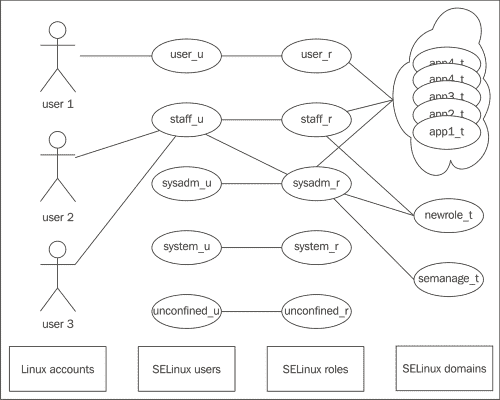 user_u
user_r
app4_t
app4_t
app3_t
app2_t
app1_t
user 1
staff_u
staff_r
sysadm_u
sysadm_r
user 2
newrole_t
system_u
system_r
semanage_t
user 3
unconfined_u
unconfined_r
Linux accounts
SELinux users
SELinux roles
SELinux domains